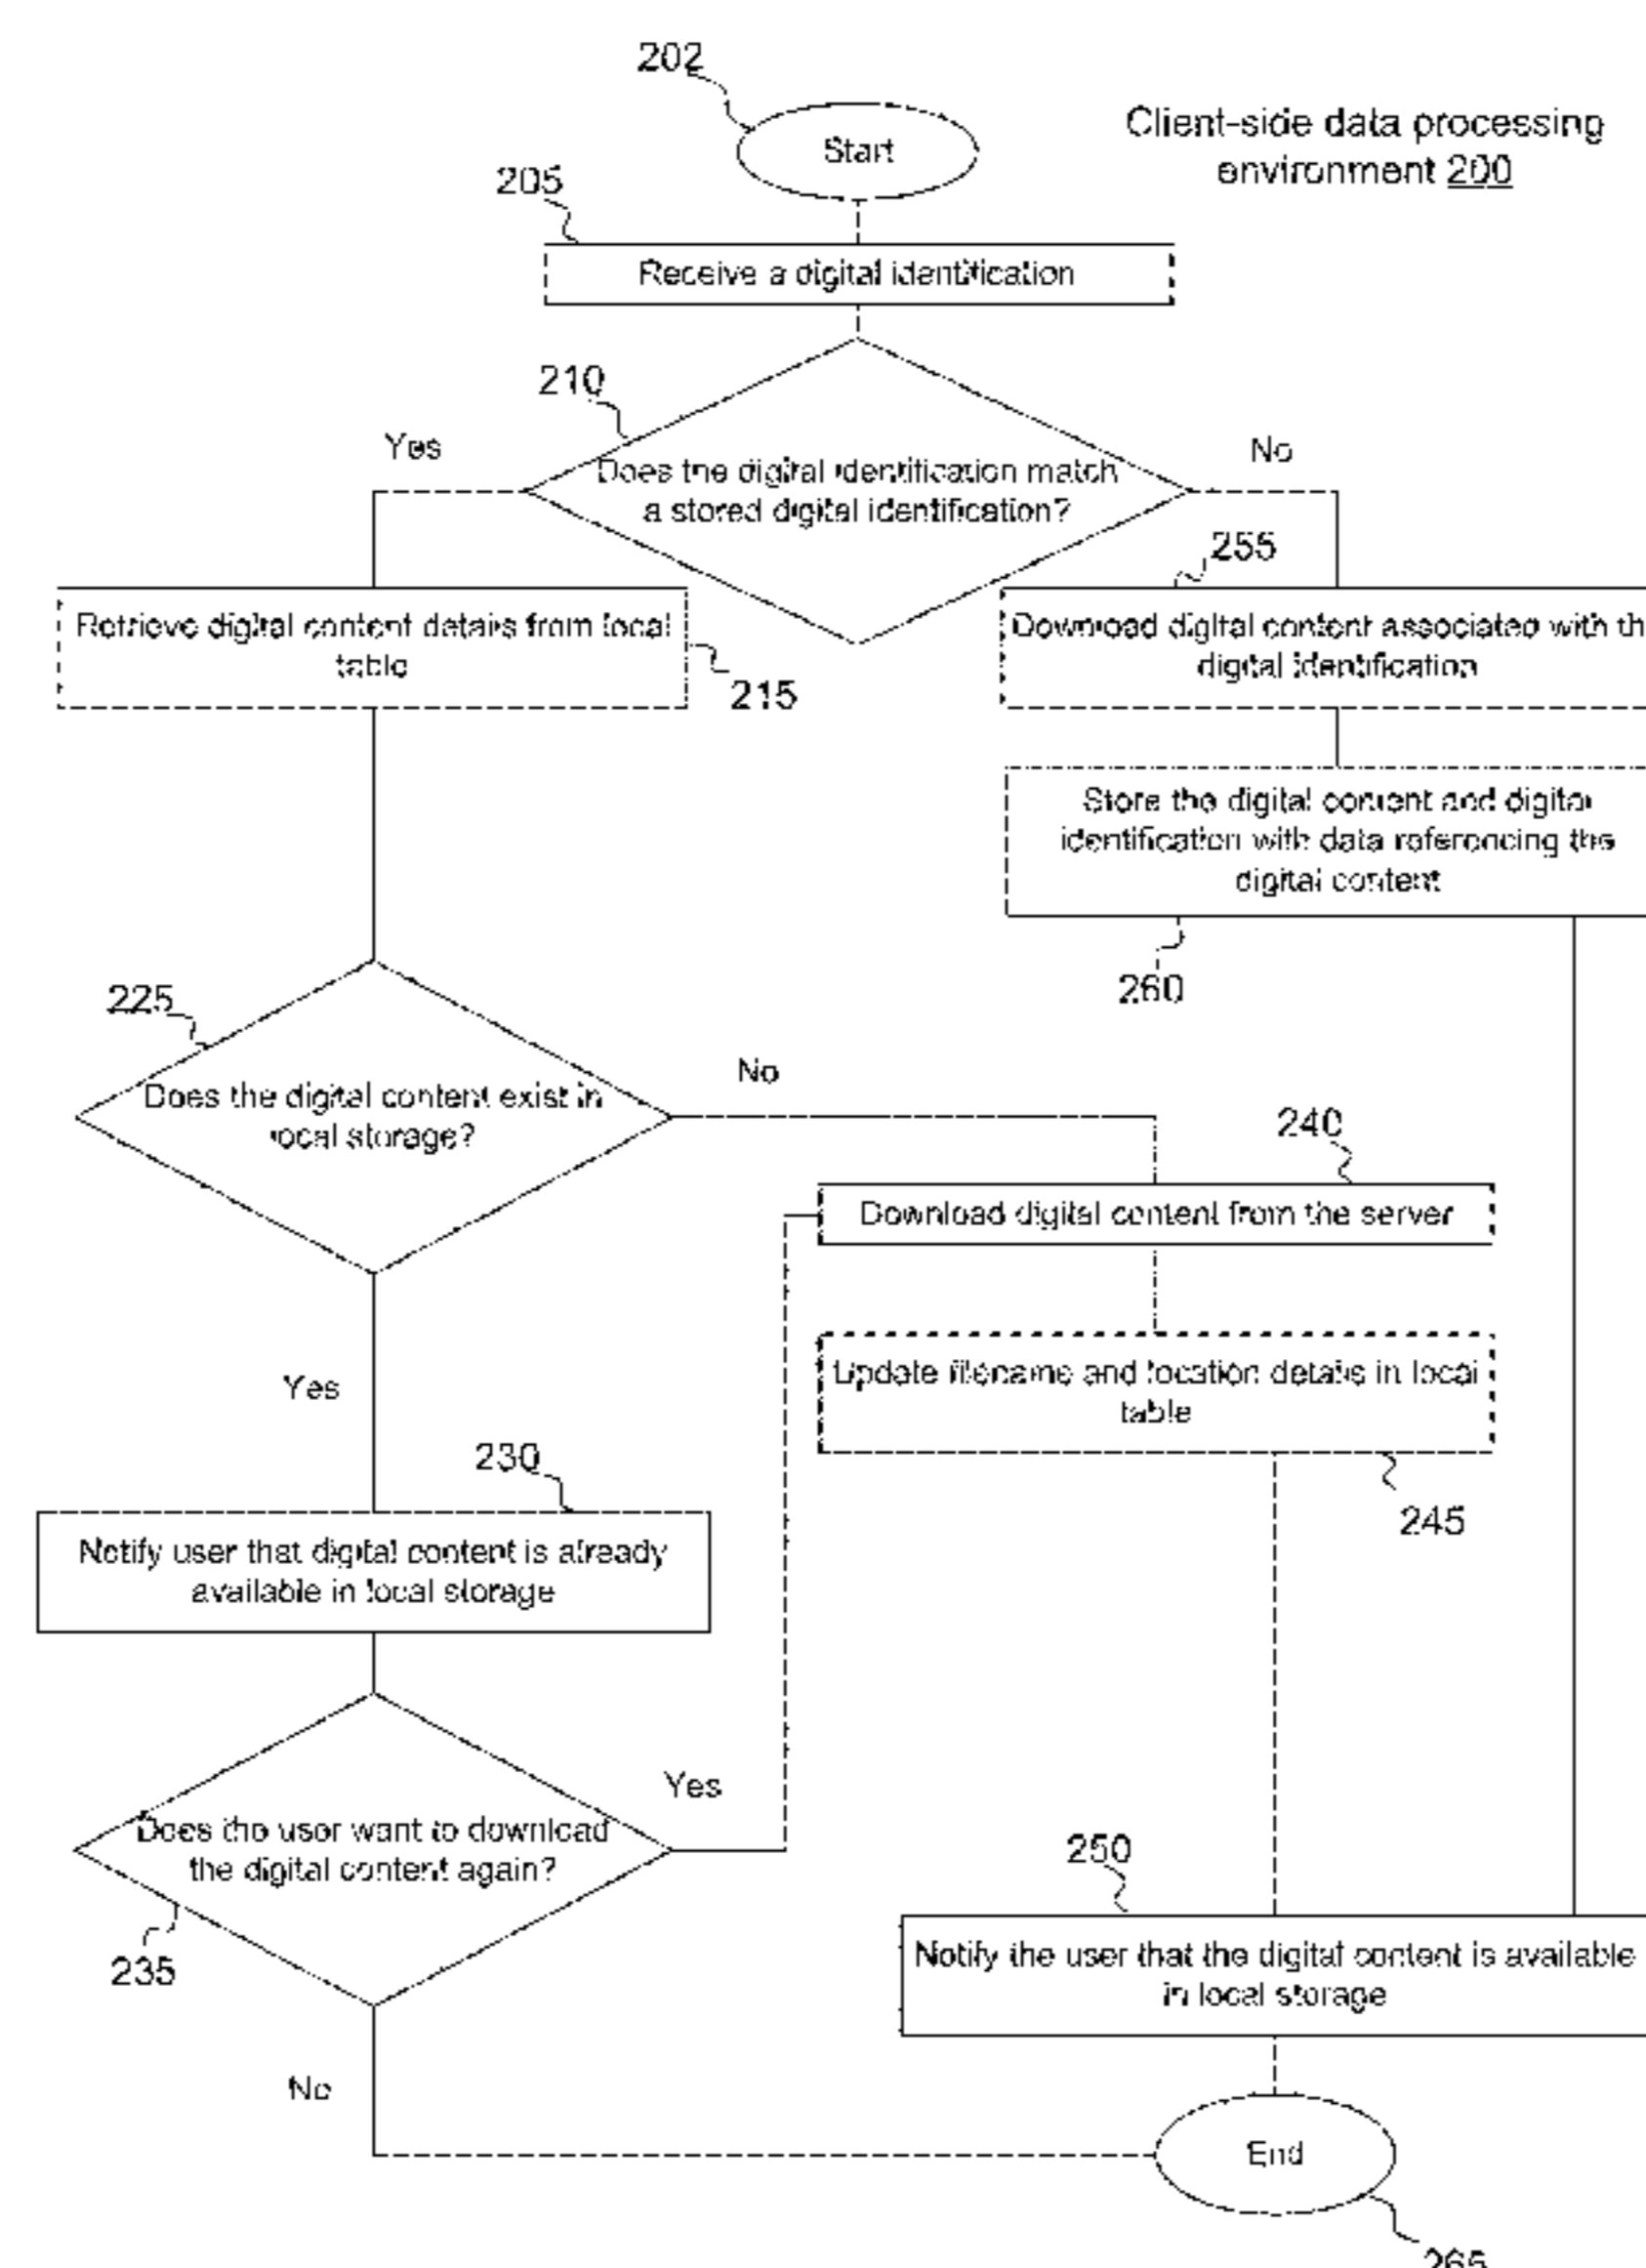 202
Start
Client-side data processing
environment 200
205
Receive a digital identification
210
Yes
No
Does the digital identification match
a stored digital identification?
255
Retrieve digital content details from local
table
215
Download digital content associated with
digital identification
Store the digital content and digital
identification with data referencing the
digital content
260
225
No
Does the digital content exist in
local storage?
240
Download digital content from the server
Update filename and location details in local
table
Yes
230
245
Notify user that digital content is already
available in local storage
Yes
Does the user want to download
the digital content again?
235
250
Notify the user that the digital content is available
in local storage
No
End
265